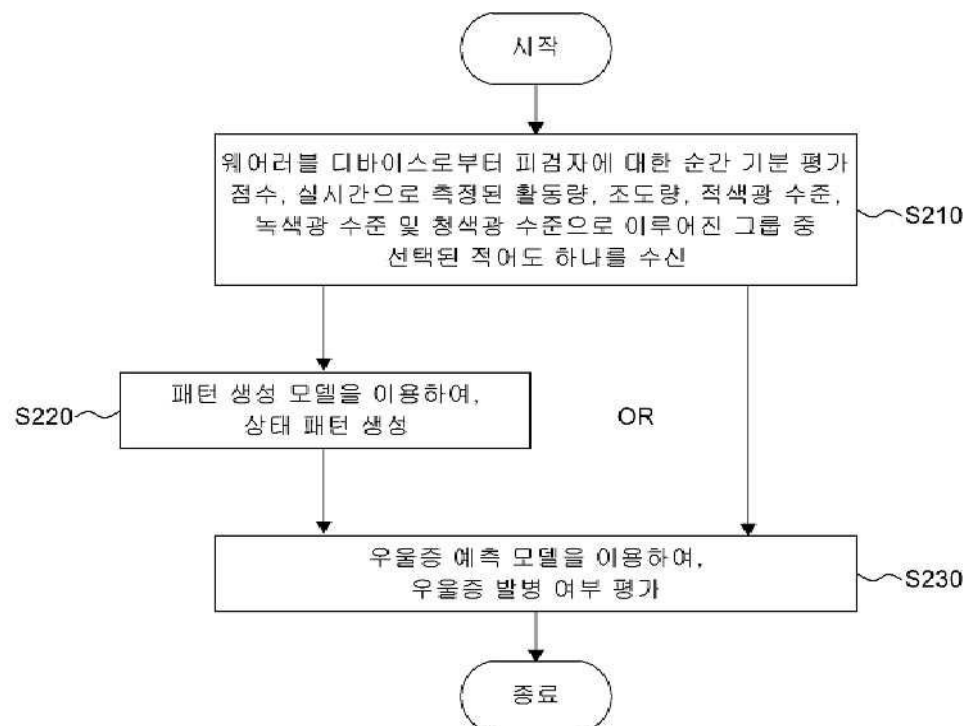 시작
웨어러블 디바이스로부터 피검자에 대한 순간 기분 평가
점수, 실시간으로 측정된 활동량, 조도량, 적색광 수준,
녹색광 수준 및 청색광 수준으로 이루어진 그룹 중
선택된 적어도 하나를 수신
S210
패턴 생성 모델을 이용하여,
상태 패턴 생성
S220
OR
우울증 예측 모델을 이용하여,
우울증 발병 여부 평가
S230
종료